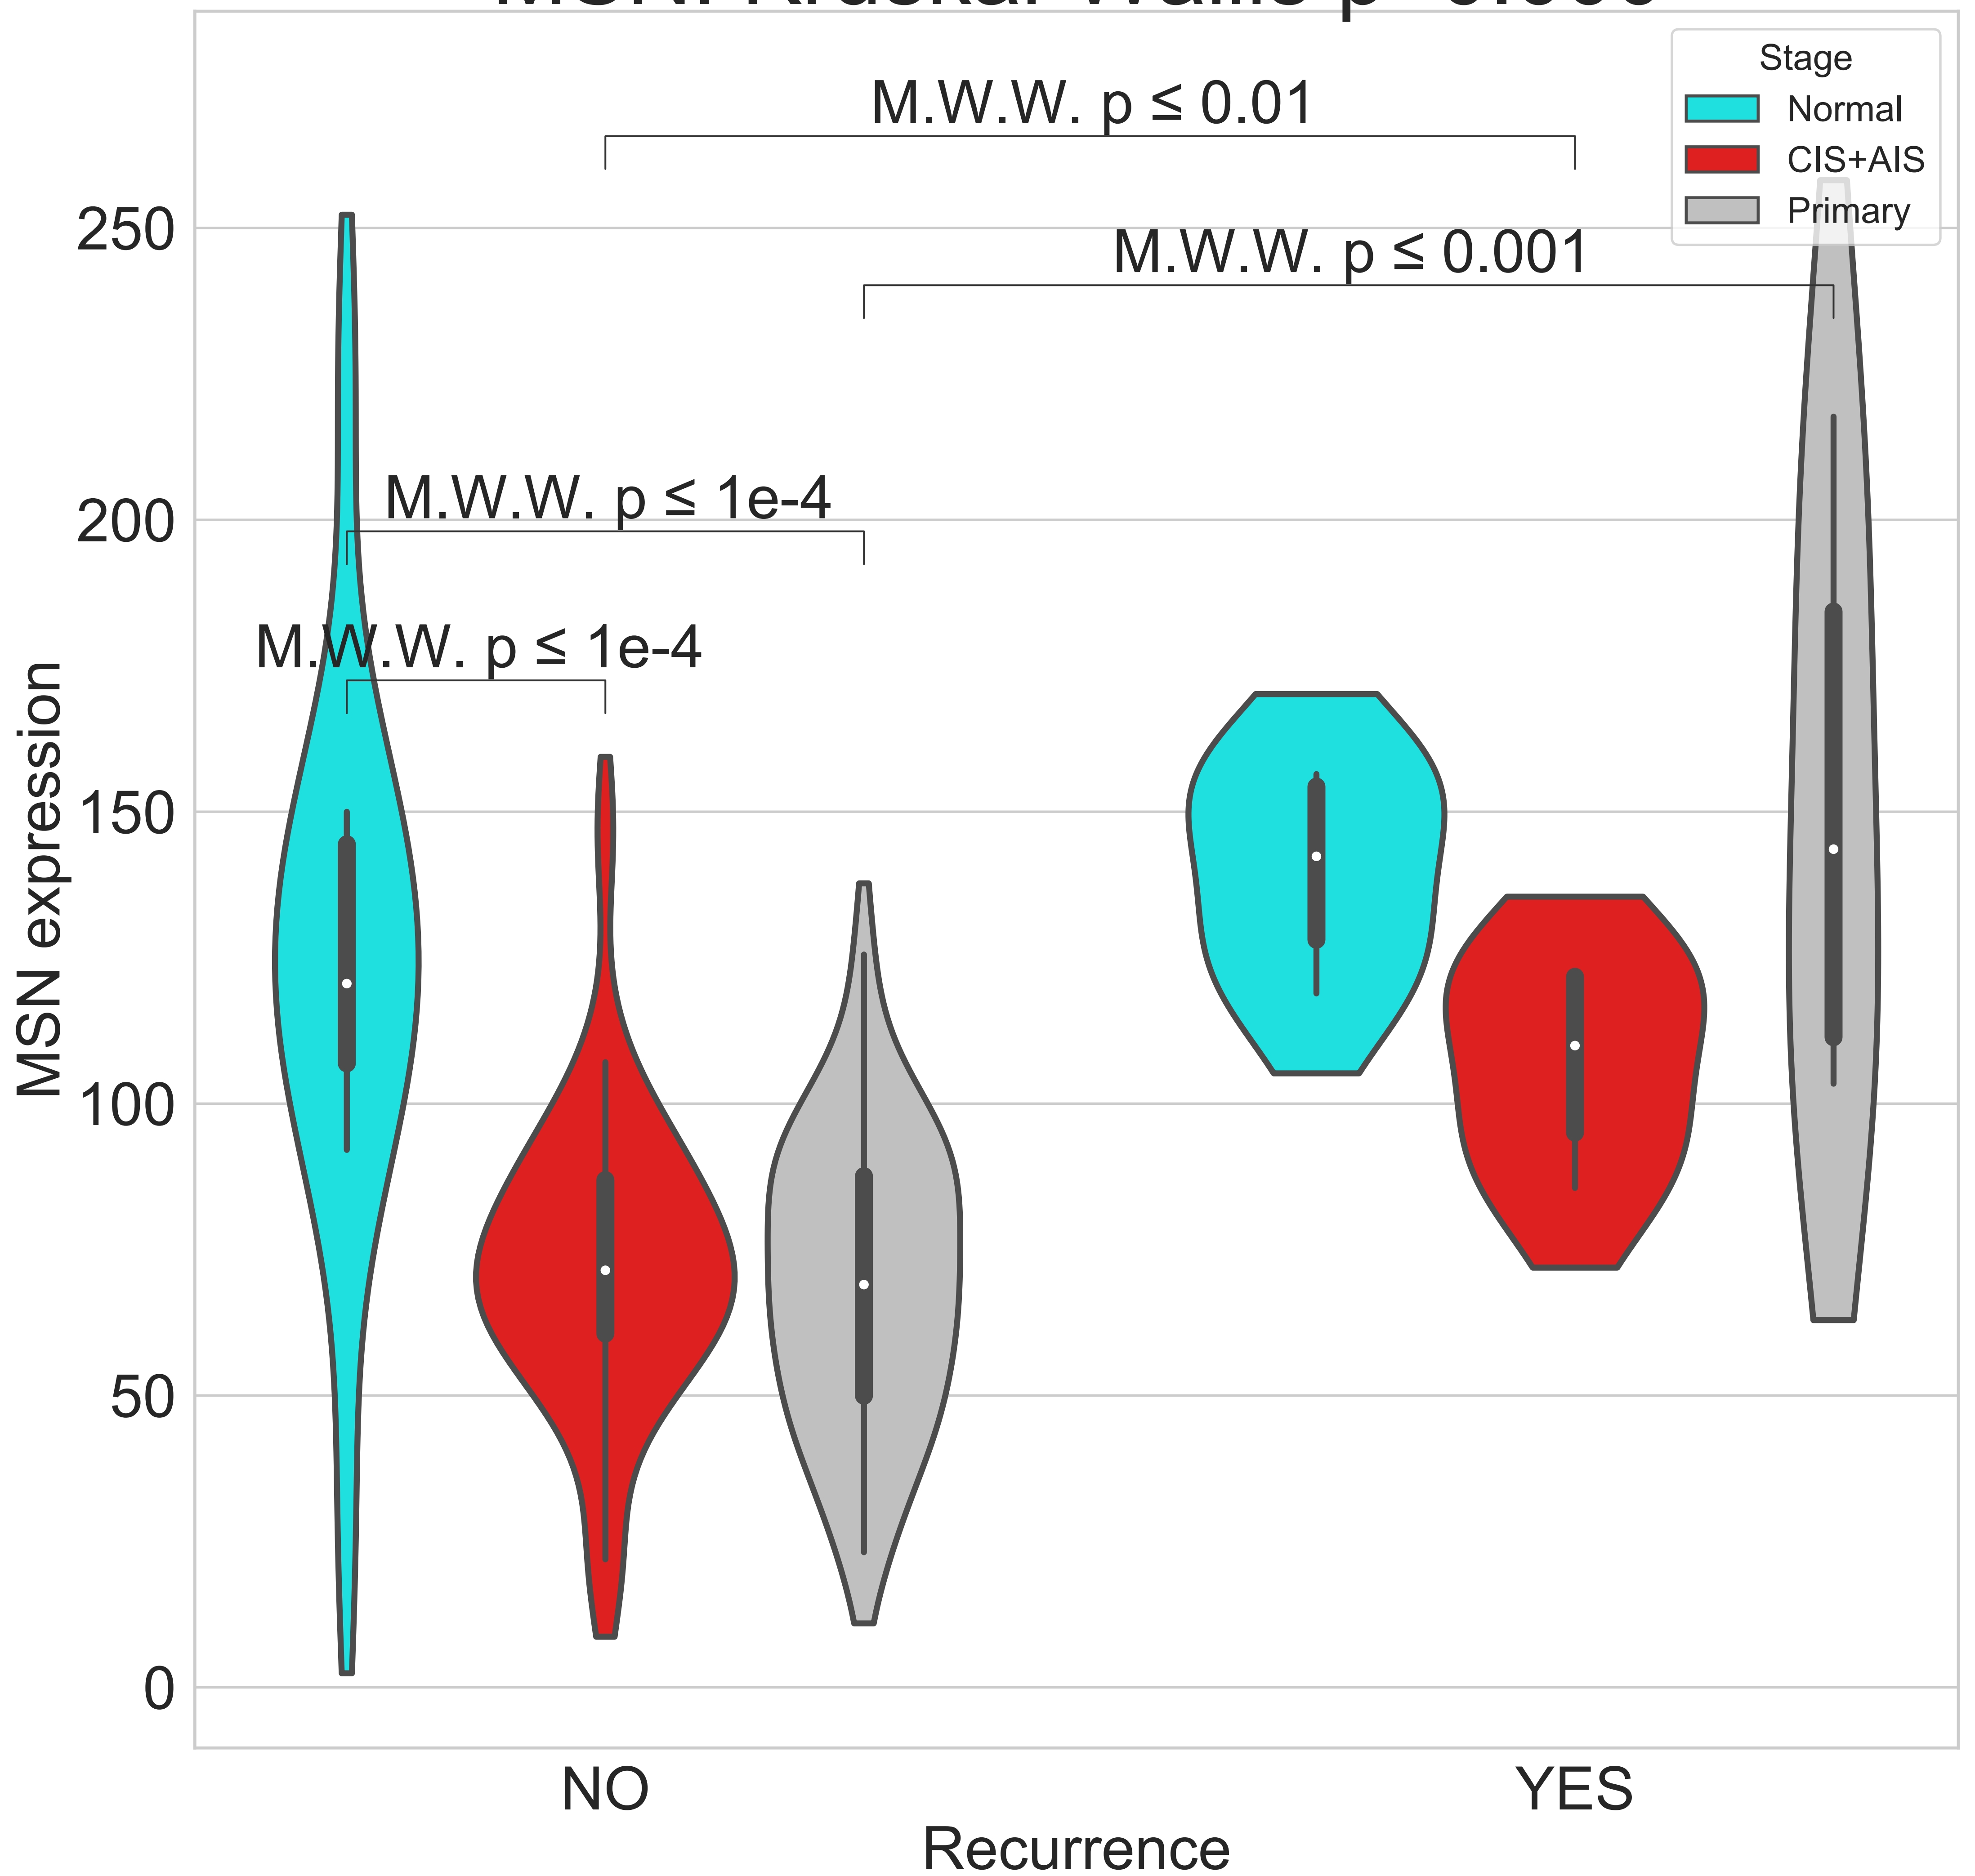 Stage
Normal
CIS+AIS
Primary
M.W.W. p ≤ 0.01
M.W.W. p ≤ 0.001
M.W.W. p ≤ 1e-4
M.W.W. p ≤ 1e-4
MSN expression
250
200
150
100
50
0
NO
YES
Recurrence